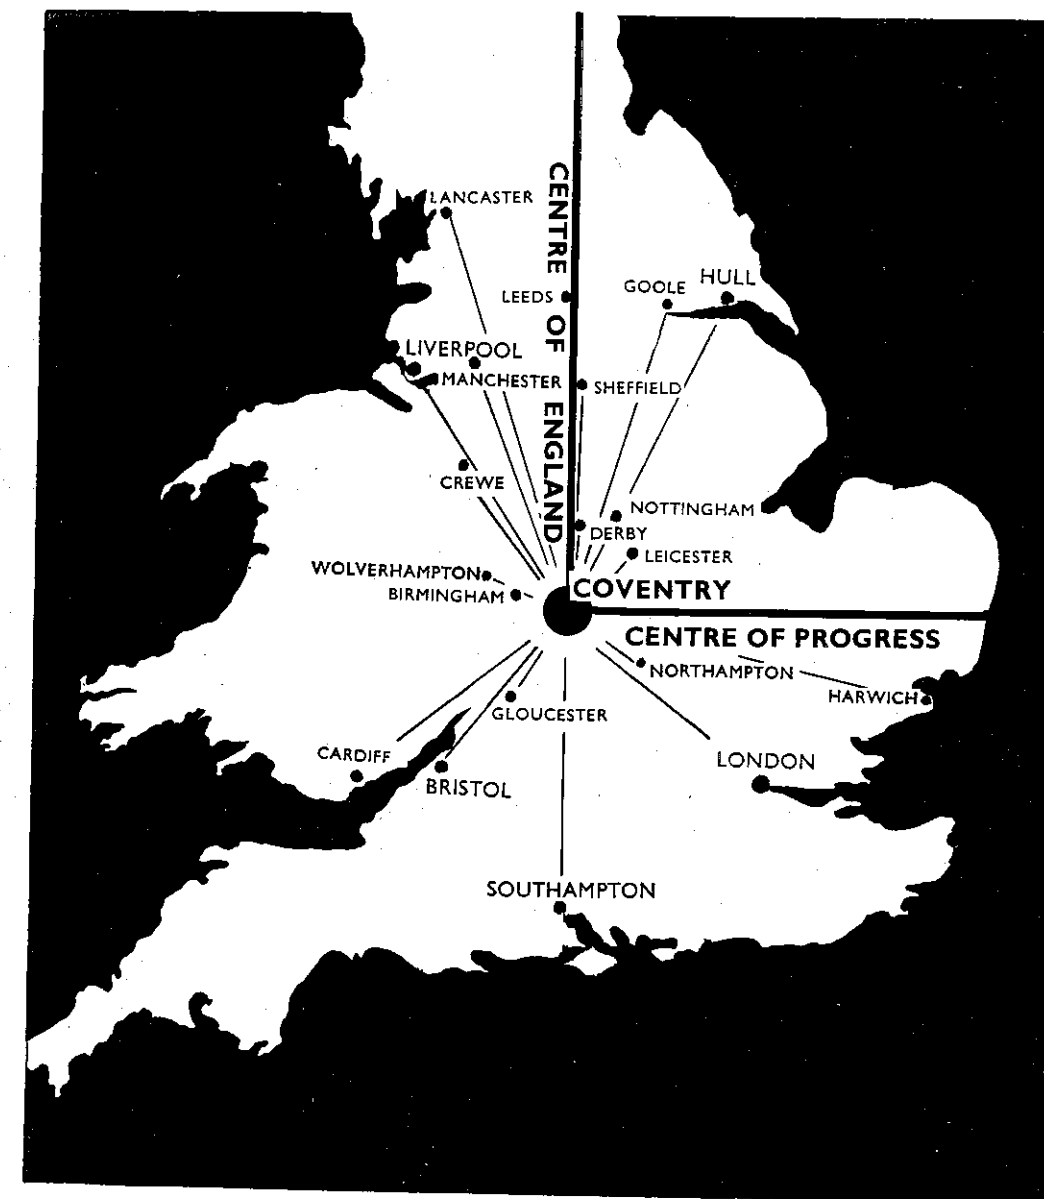 LANCASTER
CENTRE OF ENGLAND
LEEDS
GOOLE
HULL
LIVERPOOL
MANCHESTER
SHEFFIELD
CREWE
NOTTINGHAM
DERBY
LEICESTER
WOLVERHAMPTON
BIRMINGHAM
COVENTRY
CENTRE OF PROGRESS
NORTHAMPTON
HARWICH
GLOUCESTER
CARDIFF
BRISTOL
LONDON
SOUTHAMPTON